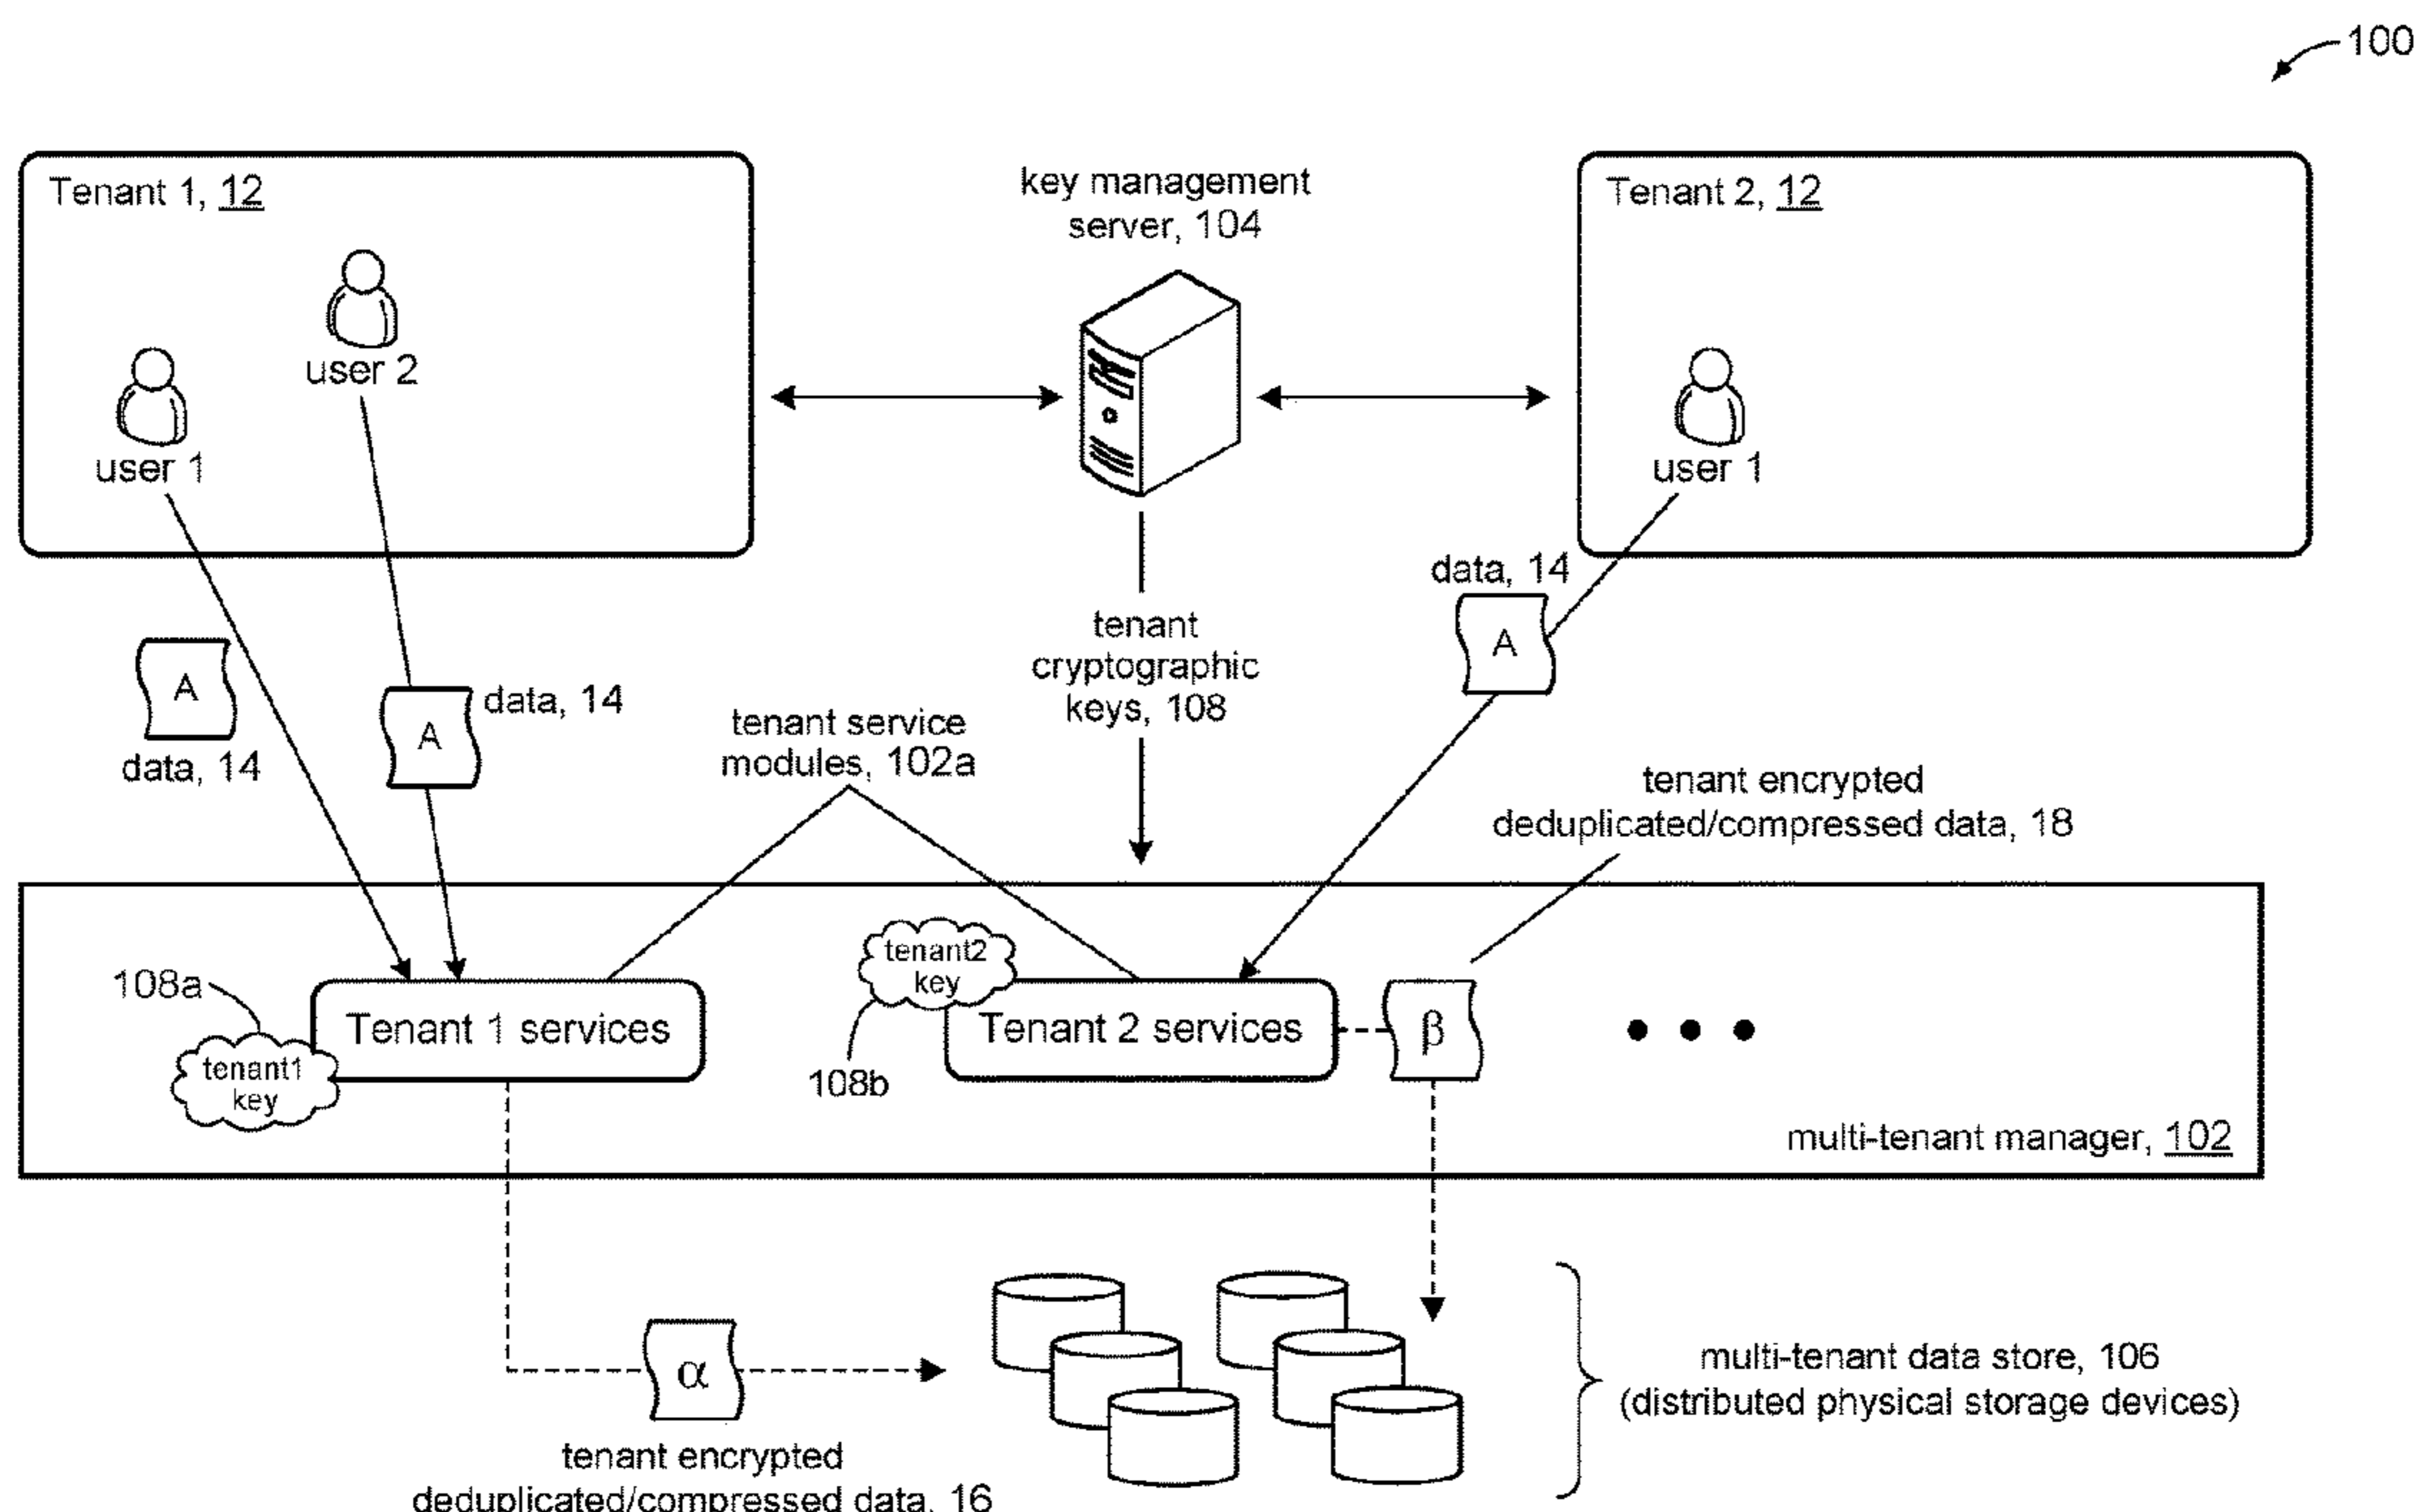 100
Tenant 1, 12
key management
server, 104
Tenant 2, 12
user 2
user 1
user 1
data, 14
A
tenant
cryptographic
keys, 108
A
data, 14
A
data, 14
tenant service
modules, 102a
tenant encrypted
deduplicated/compressed data, 18
108a
tenant1
key
Tenant 1 services
tenant2
key
108b
Tenant 2 services
β
multi-tenant manager, 102
α
tenant encrypted
deduplicated/compressed data, 16
multi-tenant data store, 106
(distributed physical storage devices)